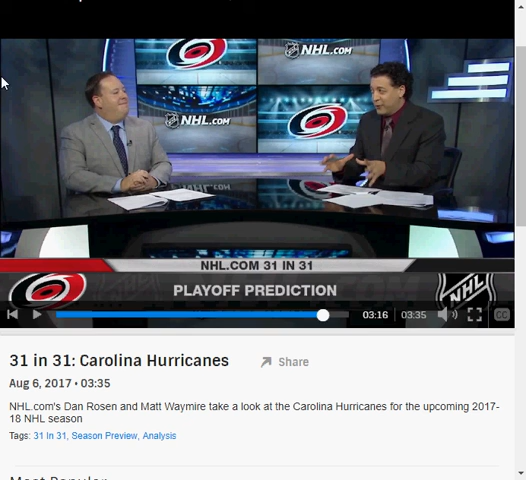 NHL.COM
NHL.COM
NHL.COM 31 IN 31
PLAYOFF PREDICTION
NHL
03:16 03:35 CC
31 in 31: Carolina Hurricanes Share
Aug 6, 2017 • 03:35
NHL.com's Dan Rosen and Matt Waymire take a look at the Carolina Hurricanes for the upcoming 2017-
18 NHL season
Tags: 31 In 31, Season Preview, Analysis
Most Popular